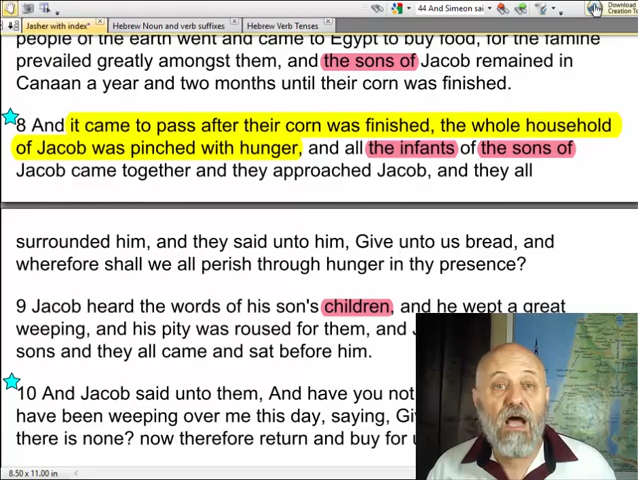 44 And Simeon sai
Download
Creation To
Jasher with index*
Hebrew Noun and verb suffixes
Hebrew Verb Tenses
people of the earth went and came to Egypt to buy food, for the famine
prevailed greatly amongst them, and the sons of Jacob remained in
Canaan a year and two months until their corn was finished.
8 And it came to pass after their corn was finished, the whole household
of Jacob was pinched with hunger, and all the infants of the sons of
Jacob came together and they approached Jacob, and they all
surrounded him, and they said unto him, Give unto us bread, and
wherefore shall we all perish through hunger in thy presence?
9 Jacob heard the words of his son's children, and he wept a great
weeping, and his pity was roused for them, and J
sons and they all came and sat before him.
10 And Jacob said unto them, And have you not
have been weeping over me this day, saying, Gi
there is none? now therefore return and buy for
8.50 x 11.00 in